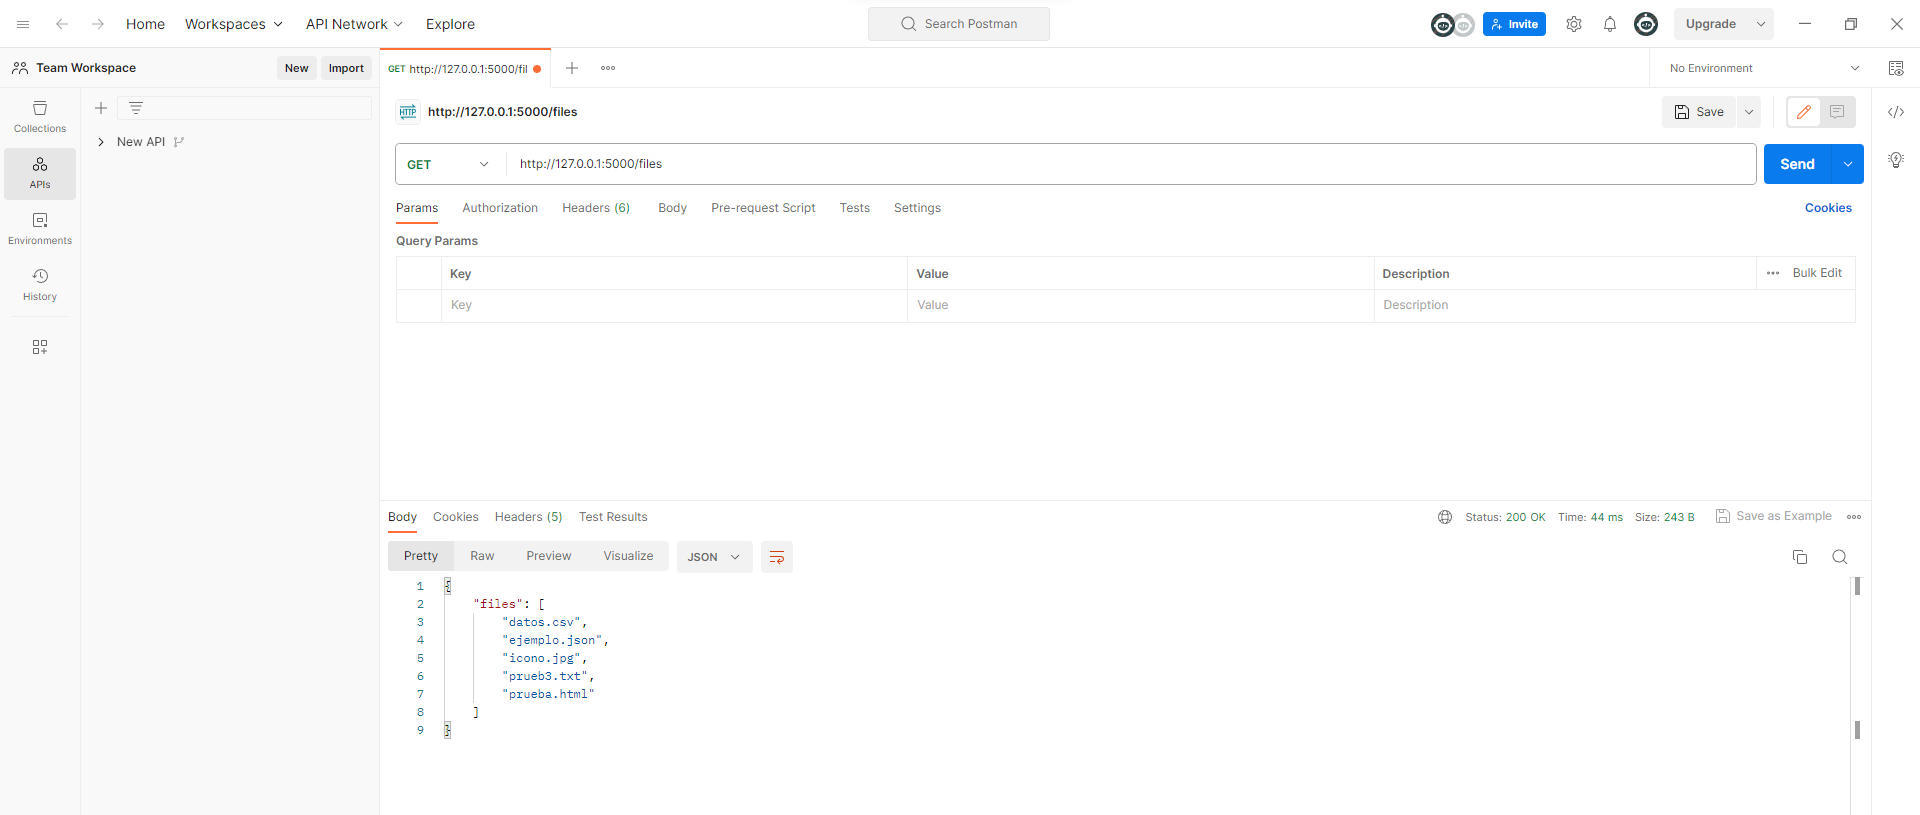 Home Workspaces API Network Explore Search Postman Invite Upgrade
Team Workspace New Import GET http://127.0.0.1:5000/fil No Environment
Collections
APIs
Environments
History
New API
HTTP http://127.0.0.1:5000/files Save
GET http://127.0.0.1:5000/files Send
Params Authorization Headers (6) Body Pre-request Script Tests Settings Cookies
Query Params
Key Value Description Bulk Edit
Key Value Description
Body Cookies Headers (5) Test Results Status: 200 OK Time: 44 ms Size: 243 B Save as Example
Pretty Raw Preview Visualize JSON
1 {
2 "files": [
3 "datos.csv",
4 "ejemplo.json",
5 "icono.jpg",
6 "prueb3.txt",
7 "prueba.html"
8 ]
9 }